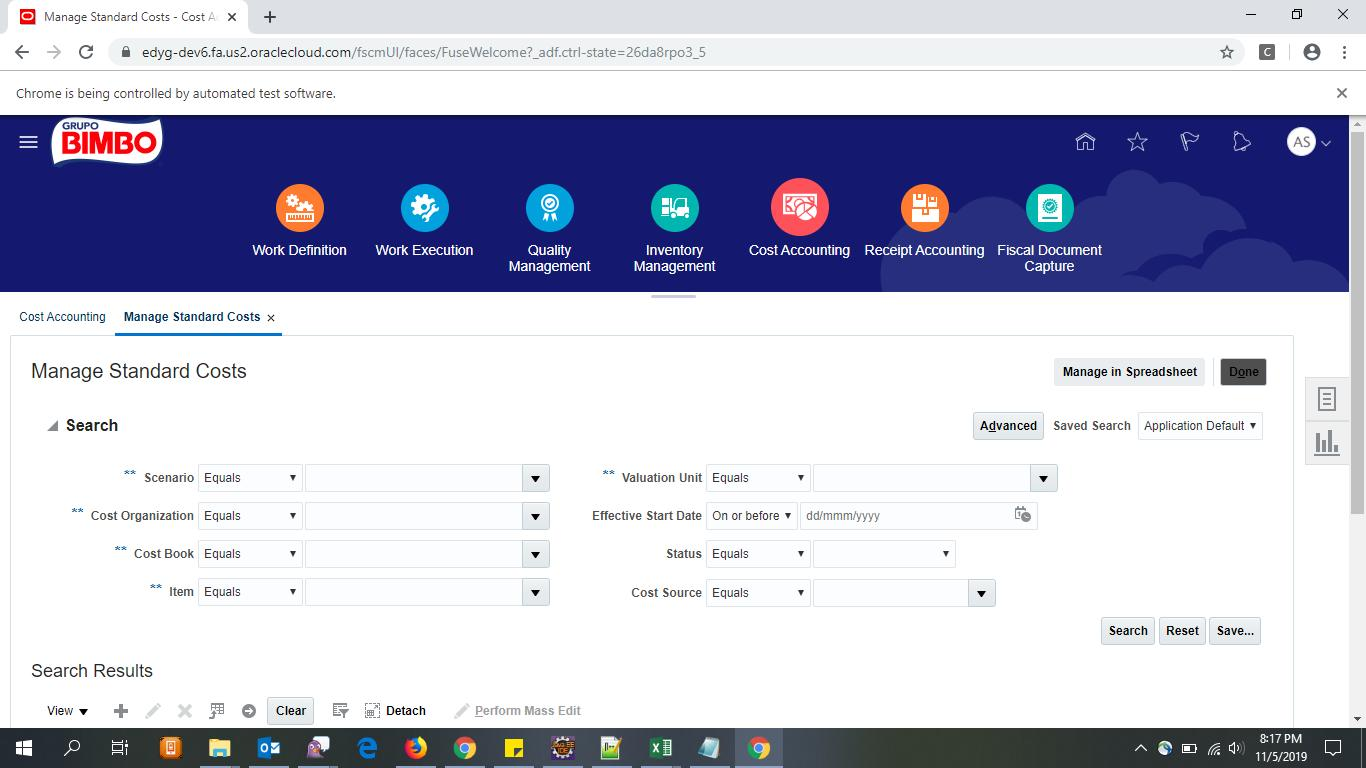 Manage Standard Costs - Cost A
edyg-dev6.fa.us2.oraclecloud.com/fscmUI/faces/FuseWelcome?_adf.ctrl-state=26da8rpo3_5
C
Chrome is being controlled by automated test software.
GRUPO
BIMBO
AS
Work Definition
Work Execution
Quality
Management
Inventory
Management
Cost Accounting
Receipt Accounting
Fiscal Document
Capture
Cost Accounting
Manage Standard Costs
Manage Standard Costs
Manage in Spreadsheet
Done
Search
Advanced
Saved Search Application Default
** Scenario Equals
** Valuation Unit Equals
** Cost Organization Equals
Effective Start Date On or before dd/mmm/yyyy
** Cost Book Equals
Status Equals
** Item Equals
Cost Source Equals
Search Reset Save...
Search Results
View
Clear
Detach
Perform Mass Edit
8:17 PM
11/5/2019